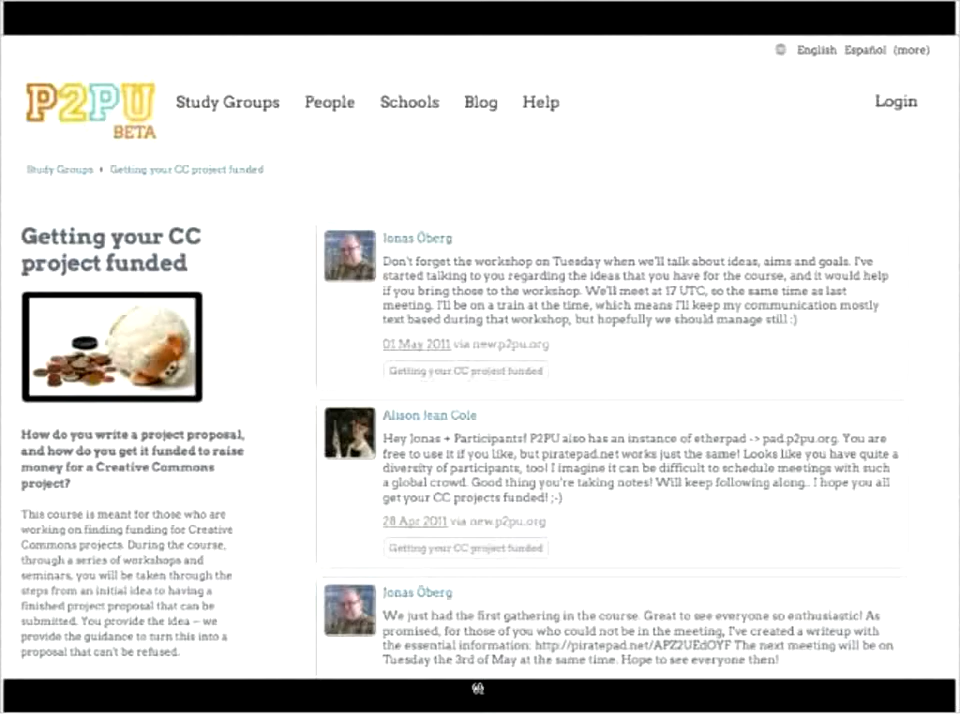 English Español (more)
P2PU
BETA
Study Groups People Schools Blog Help
Login
Study Groups Getting your CC project funded
Getting your CC
project funded
How do you write a project proposal,
and how do you get it funded to raise
money for a Creative Commons
project?
This course is meant for those who are
working on finding funding for Creative
Commons projects. During the course,
through a series of workshops and
seminars, you will be taken through the
steps from an initial idea to having a
finished project proposal that can be
submitted. You provide the idea – we
provide the guidance to turn this into a
proposal that can't be refused.
Jonas Öberg
Don't forget the workshop on Tuesday when we'll talk about ideas, aims and goals. I've
started talking to you regarding the ideas that you have for the course, and it would help
if you bring those to the workshop. We'll meet at 17 UTC, so the same time as last
meeting. I'll be on a train at the time, which means I'll keep my communication mostly
text based during that workshop, but hopefully we should manage still :)
01 May 2011 via new.p2pu.org
Getting your CC project funded
Alison Jean Cole
Hey Jonas + Participants! P2PU also has an instance of etherpad -> pad.p2pu.org. You are
free to use it if you like, but piratepad.net works just the same! Looks like you have quite a
diversity of participants, too! I imagine it can be difficult to schedule meetings with such
a global crowd. Good thing you're taking notes! Will keep following along.. I hope you all
get your CC projects funded! ;-)
28 Apr 2011 via new.p2pu.org
Getting your CC project funded
Jonas Öberg
We just had the first gathering in the course. Great to see everyone so enthusiastic! As
promised, for those of you who could not be in the meeting, I've created a writeup with
the essential information: http://piratepad.net/APZ2UEdOYF The next meeting will be on
Tuesday the 3rd of May at the same time. Hope to see everyone then!